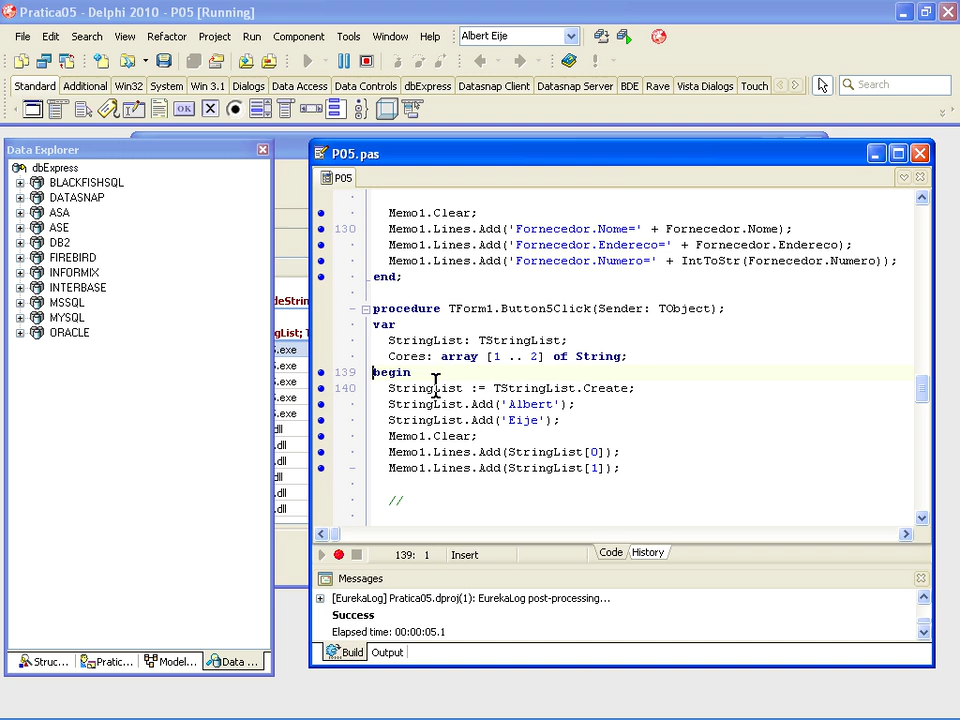 Pratica05 - Delphi 2010 - P05 [Running]
File Edit Search View Refactor Project Run Component Tools Window Help Albert Eije
Standard Additional Win32 System Win 3.1 Dialogs Data Access Data Controls dbExpress Datasnap Client Datasnap Server BDE Rave Vista Dialogs Touch Search
OK
Data Explorer
dbExpress
BLACKFISHSQL
DATASNAP
ASA
ASE
DB2
FIREBIRD
INFORMIX
INTERBASE
MSSQL
MYSQL
ORACLE
Struc... Pratic... Model... Data ...
P05.pas
P05
Memo1.Clear;
130 Memo1.Lines.Add('Fornecedor.Nome=' + Fornecedor.Nome);
Memo1.Lines.Add('Fornecedor.Endereco=' + Fornecedor.Endereco);
Memo1.Lines.Add('Fornecedor.Numero=' + IntToStr(Fornecedor.Numero));
end;
procedure TForm1.Button5Click(Sender: TObject);
var
StringList: TStringList;
Cores: array [1 .. 2] of String;
139 begin
140 StringList := TStringList.Create;
StringList.Add('Albert');
StringList.Add('Eije');
Memo1.Clear;
Memo1.Lines.Add(StringList[0]);
Memo1.Lines.Add(StringList[1]);
//
139: 1 Insert Code History
Messages
[EurekaLog] Pratica05.dproj(1): EurekaLog post-processing...
Success
Elapsed time: 00:00:05.1
Build Output